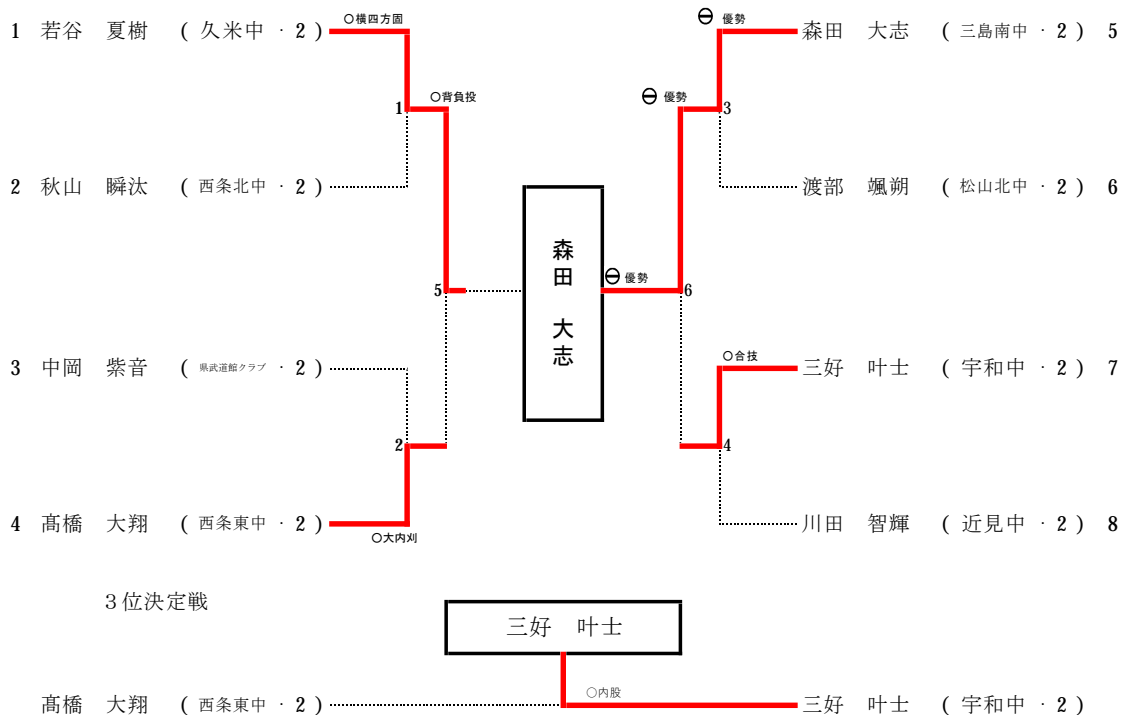 ○横四方固
⊖ 優勢
1 若谷 夏樹 ( 久米中 ・ 2 )
森田 大志 ( 三島南中 ・ 2 ) 5
○背負投
⊖ 優勢
1
3
2 秋山 瞬汰 ( 西条北中 ・ 2 )
渡部 颯朔 ( 松山北中 ・ 2 ) 6
森田 大志
⊖ 優勢
5
6
○合技
3 中岡 紫音 ( 県武道館クラブ ・ 2 )
三好 叶士 ( 宇和中 ・ 2 ) 7
2
4
4 髙橋 大翔 ( 西条東中 ・ 2 )
川田 智輝 ( 近見中 ・ 2 ) 8
○大内刈
３位決定戦
三好 叶士
○内股
髙橋 大翔 ( 西条東中 ・ 2 )
三好 叶士 ( 宇和中 ・ 2 )